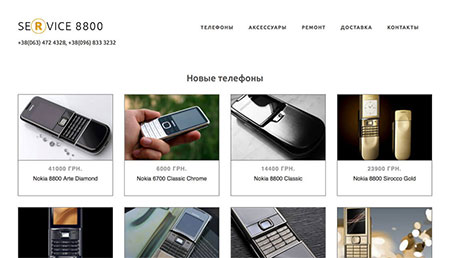 SERVICE 8800
+38(063) 472 4328, +38(096) 833 3232
ТЕЛЕФОНЫ АКСЕССУАРЫ РЕМОНТ ДОСТАВКА КОНТАКТЫ
Новые телефоны
41000 ГРН. 6000 ГРН. 14400 ГРН. 23900 ГРН.
Nokia 8800 Arte Diamond Nokia 6700 Classic Chrome Nokia 8800 Classic Nokia 8800 Sirocco Gold